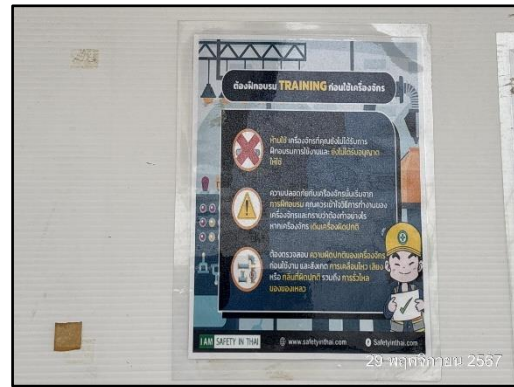 ต้องฝึกอบรม TRAINING ก่อนใช้เครื่องจักร
ห้ามใช้ เครื่องจักรที่คุณยังไม่ได้รับการ
ฝึกอบรมการใช้งานและ ยังไม่ได้รับอนุญาต
ให้ใช้
ความปลอดภัยกับเครื่องจักรนั้นเริ่มจาก
การฝึกอบรม คุณควรเข้าใจวิธีการทำงานของ
เครื่องจักรและทราบว่าต้องทำอย่างไร
หากเครื่องจักร เดินเครื่องผิดปกติ
ต้องตรวจสอบ ความผิดปกติของเครื่องจักร
ก่อนใช้งาน และสังเกต การเคลื่อนไหว เสียง
หรือ กลิ่นที่ผิดปกติ รวมถึง การรั่วไหล
ของของเหลว
I AM SAFETY IN THAI www.safetyinthai.com Safetyinthai.com
29 พฤศจิกายน 2567